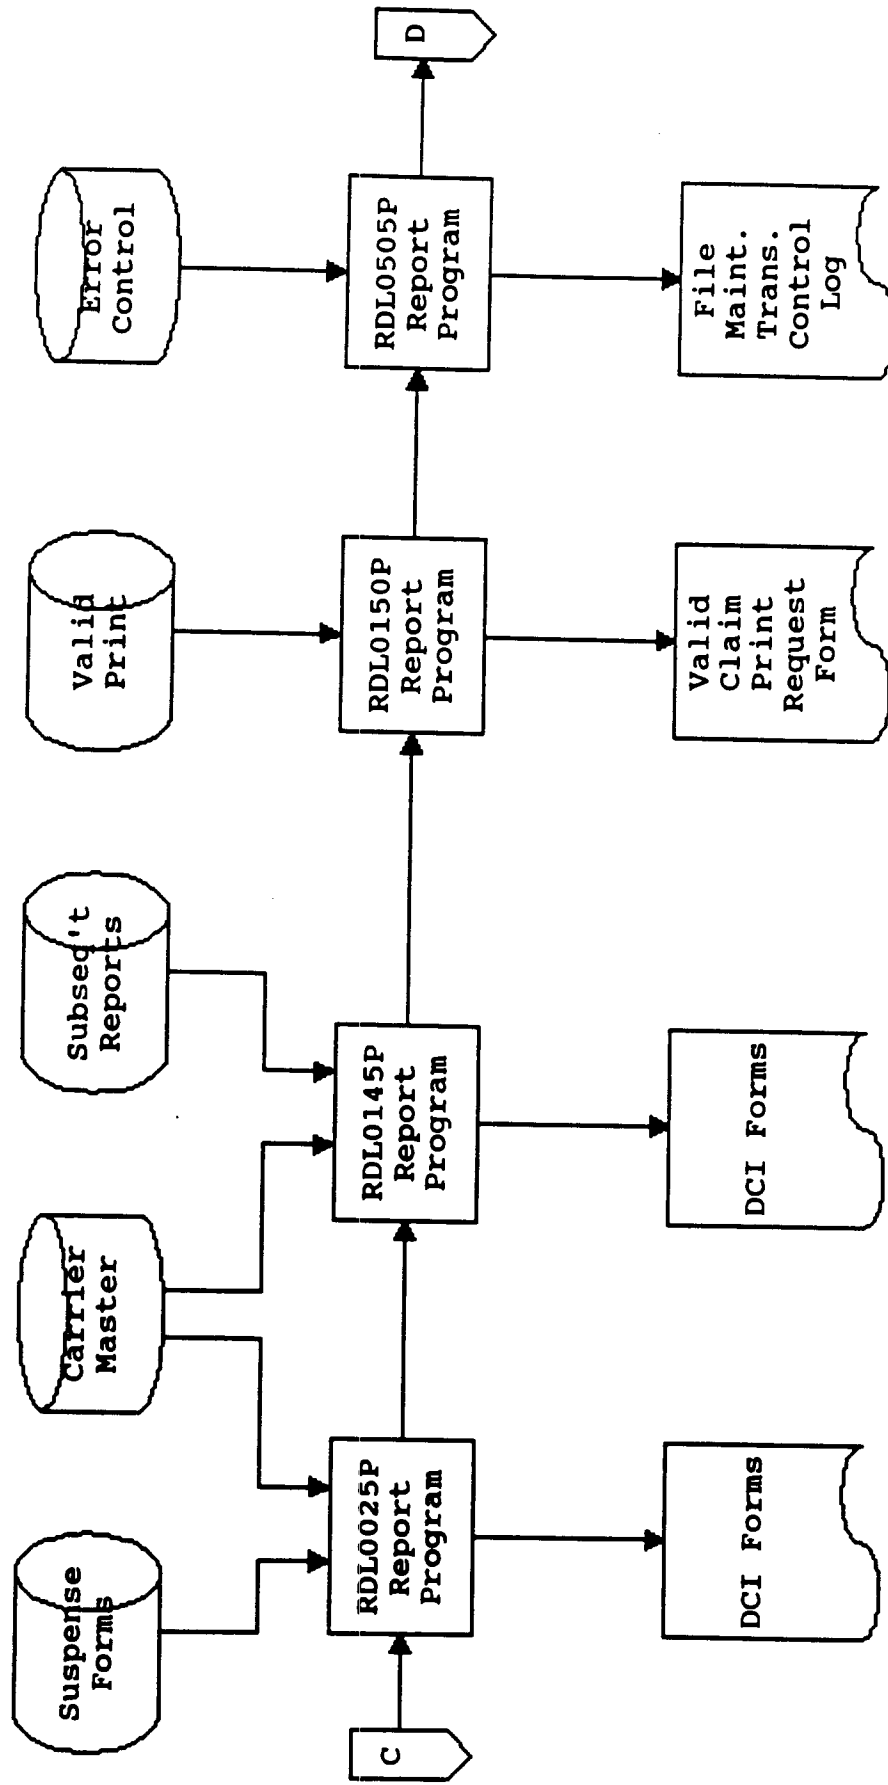 Suspense
Forms
Carrier
Master
Subseq't
Reports
Valid
Print
Error
Control
C
RDL0025P
Report
Program
RDL0145P
Report
Program
RDL0150P
Report
Program
RDL0505P
Report
Program
D
DCI Forms
DCI Forms
Valid
Claim
Print
Request
Form
File
Maint.
Trans.
Control
Log